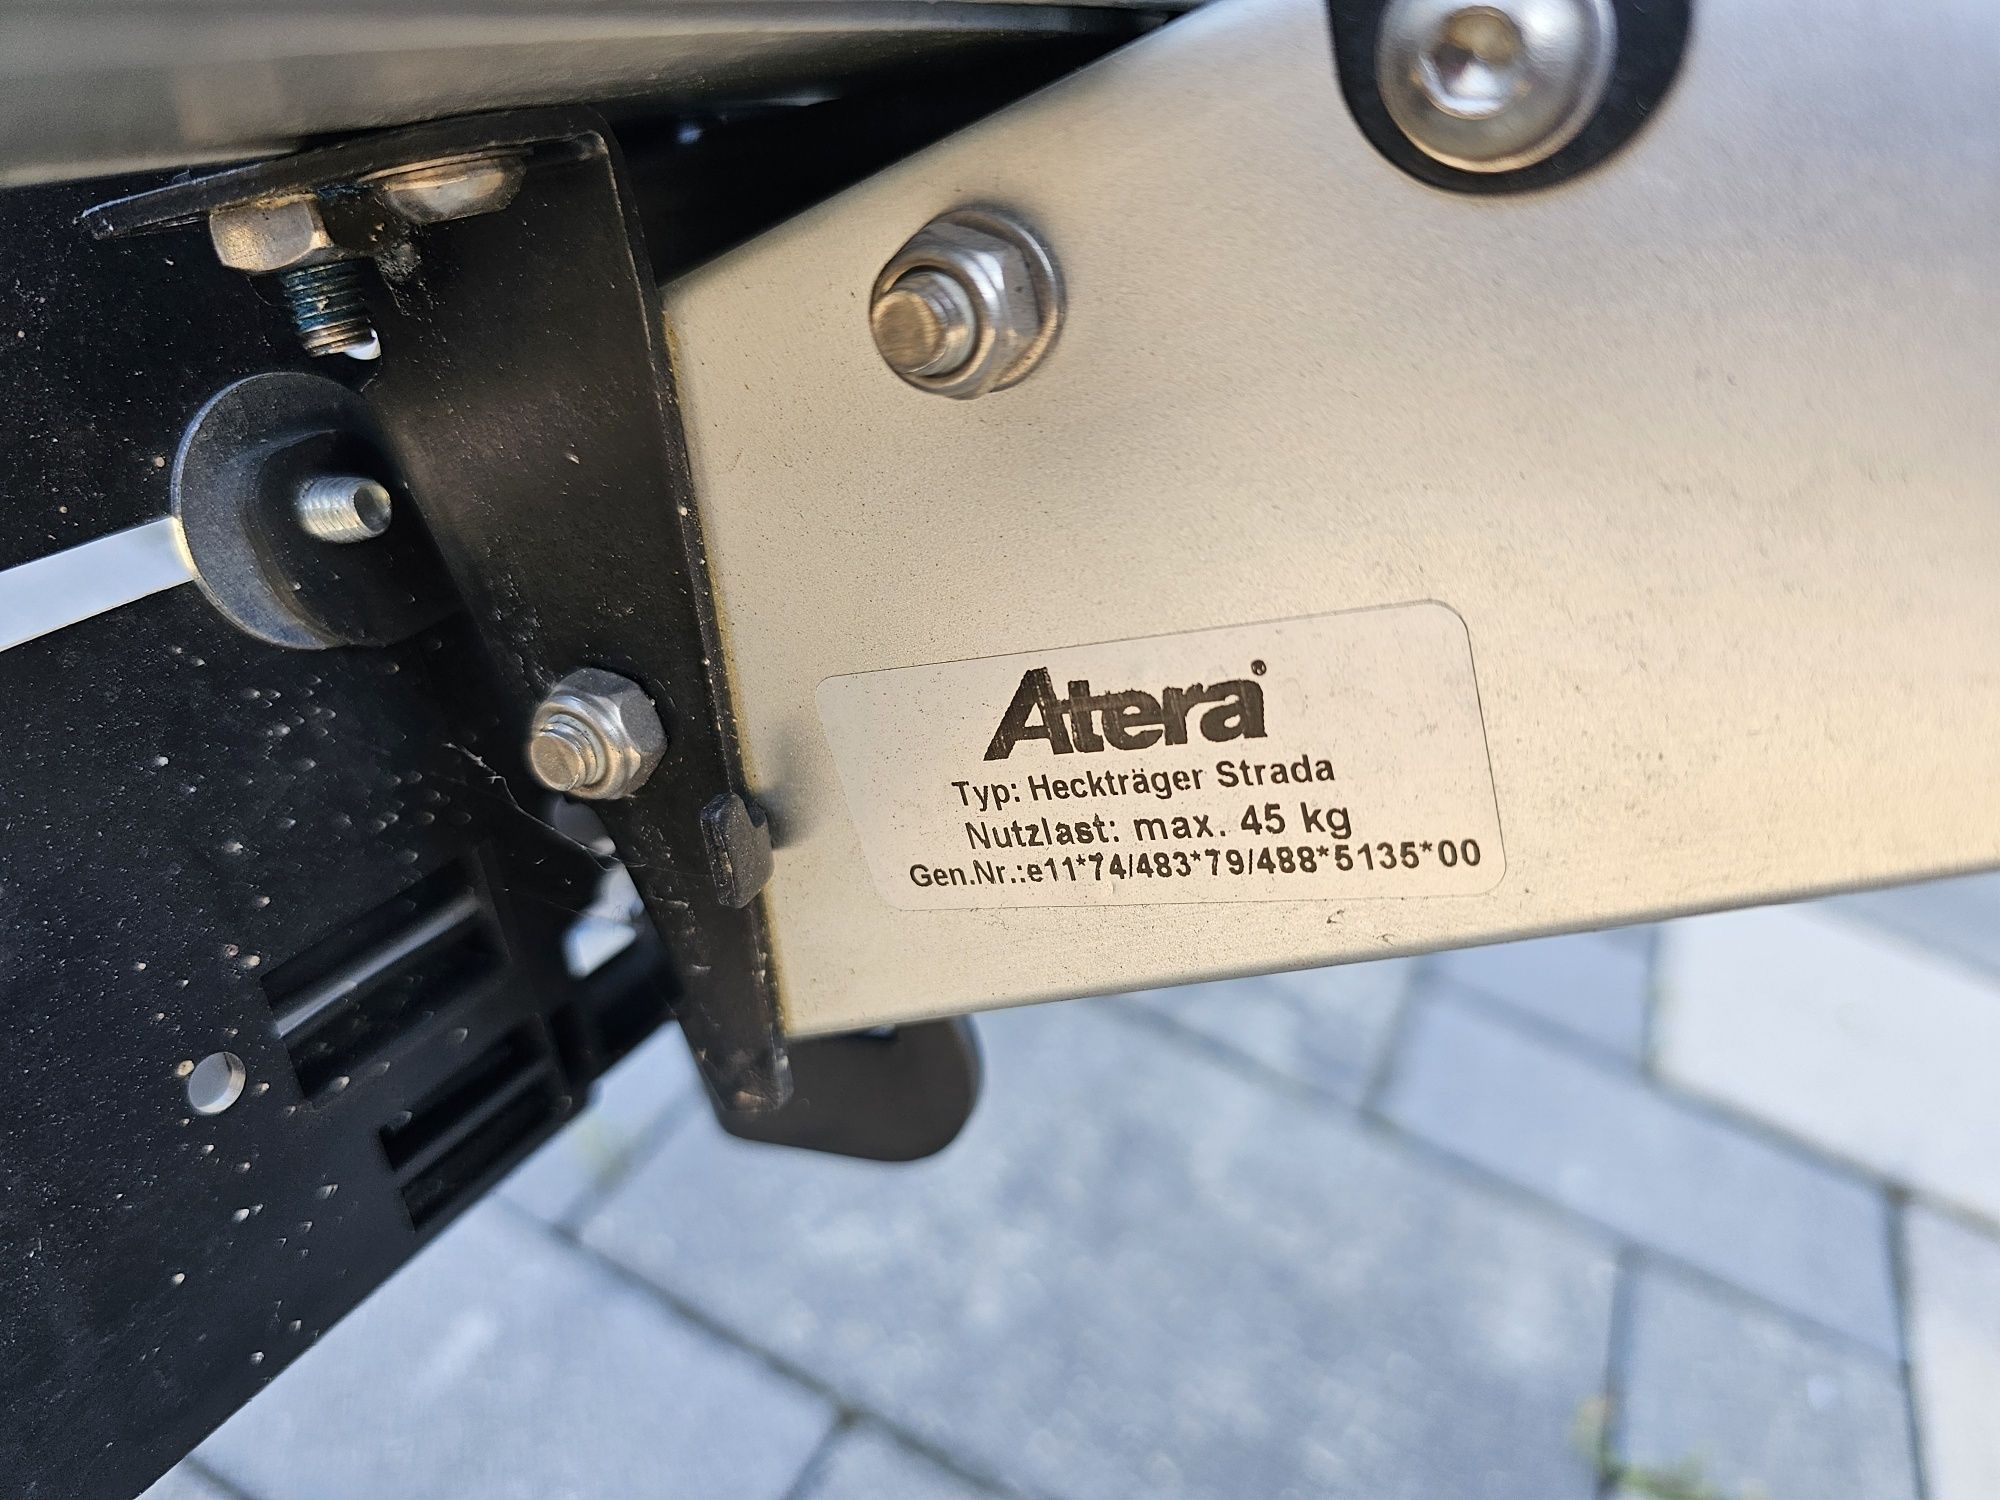 Atera®
Typ: Heckträger Strada
Nutzlast: max. 45 kg
Gen.Nr.:e11*74/483*79/488*5135*00